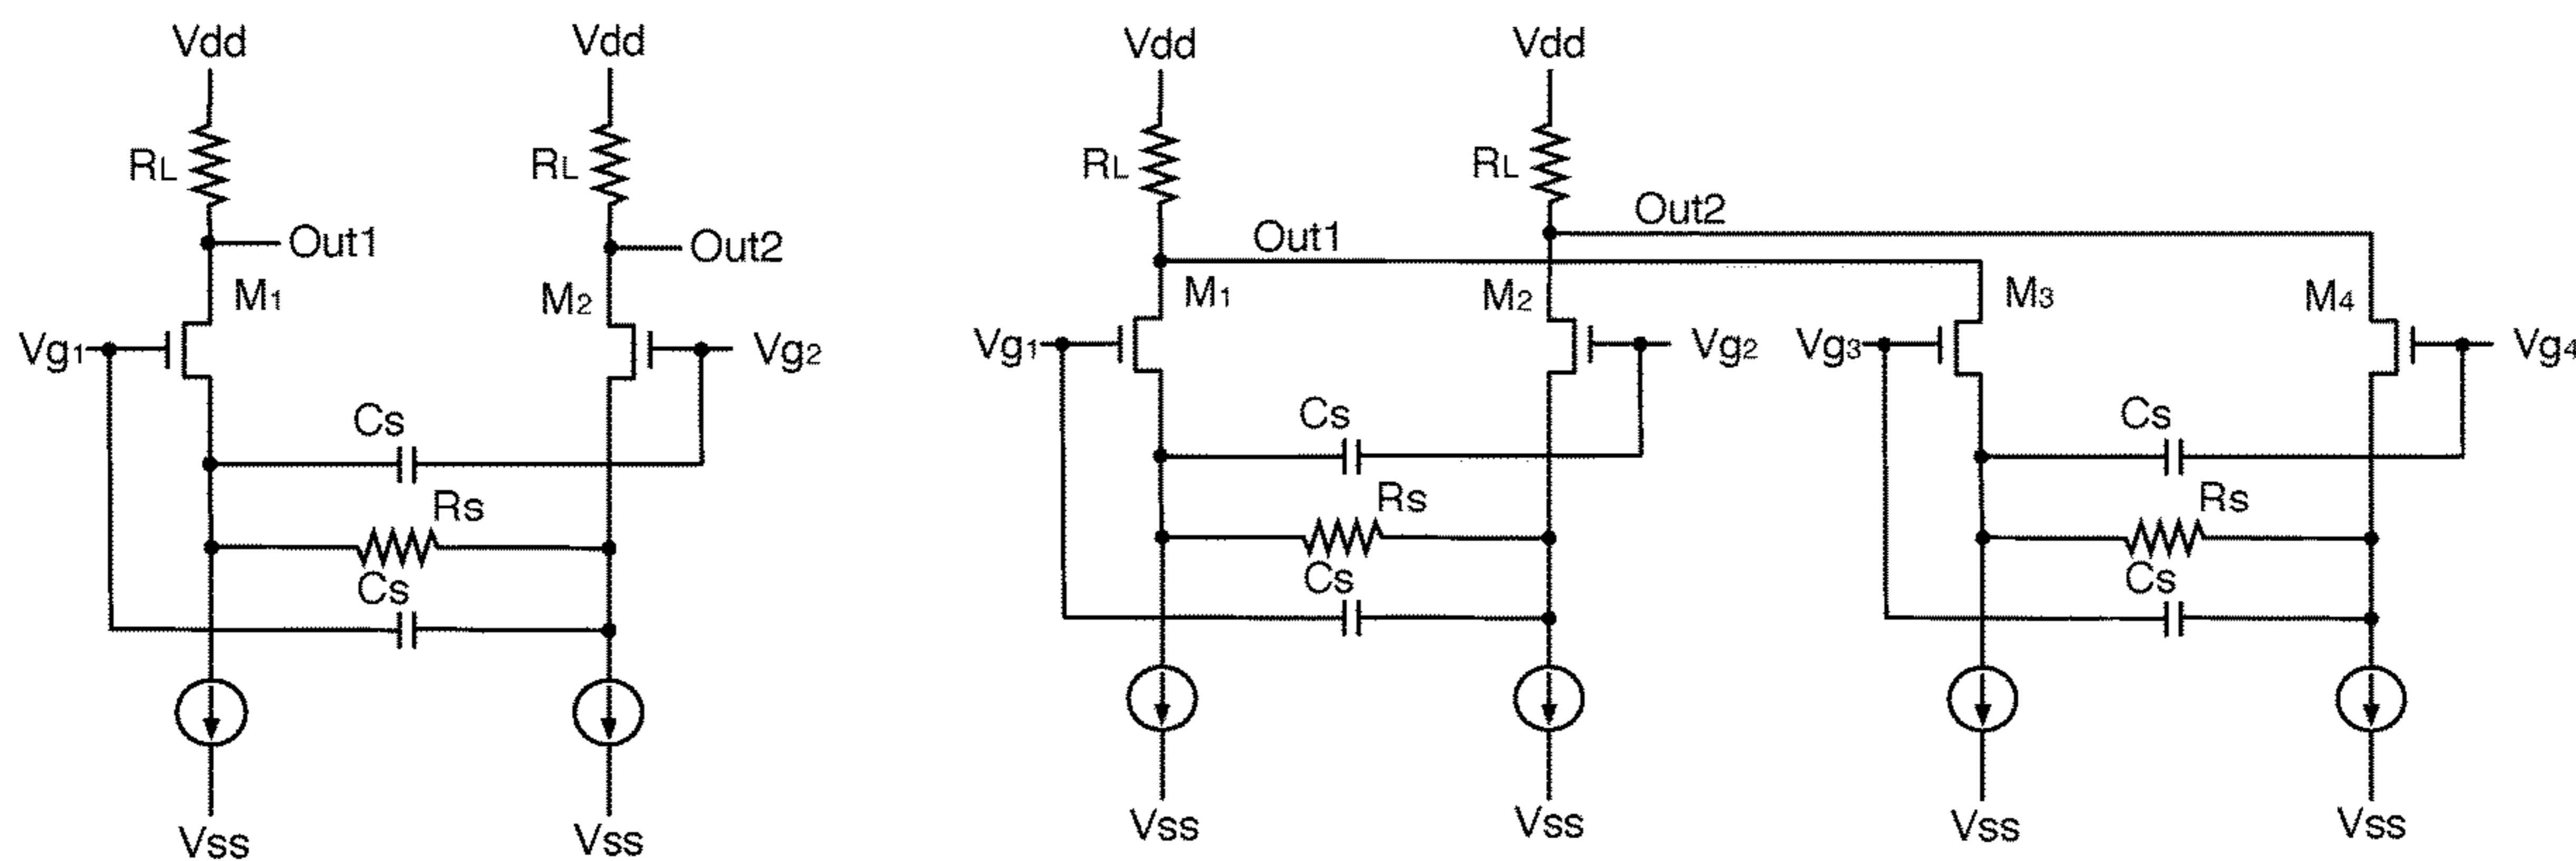 Vdd Vdd
RL RL
Out1 Out2
M1 M2
Vg1 Vg2
Cs
Rs
Cs
Vss Vss
Vdd Vdd
RL RL
Out1 Out2
M1 M2 M3 M4
Vg1 Vg2 Vg3 Vg4
Cs Cs
Rs Rs
Cs Cs
Vss Vss Vss Vss